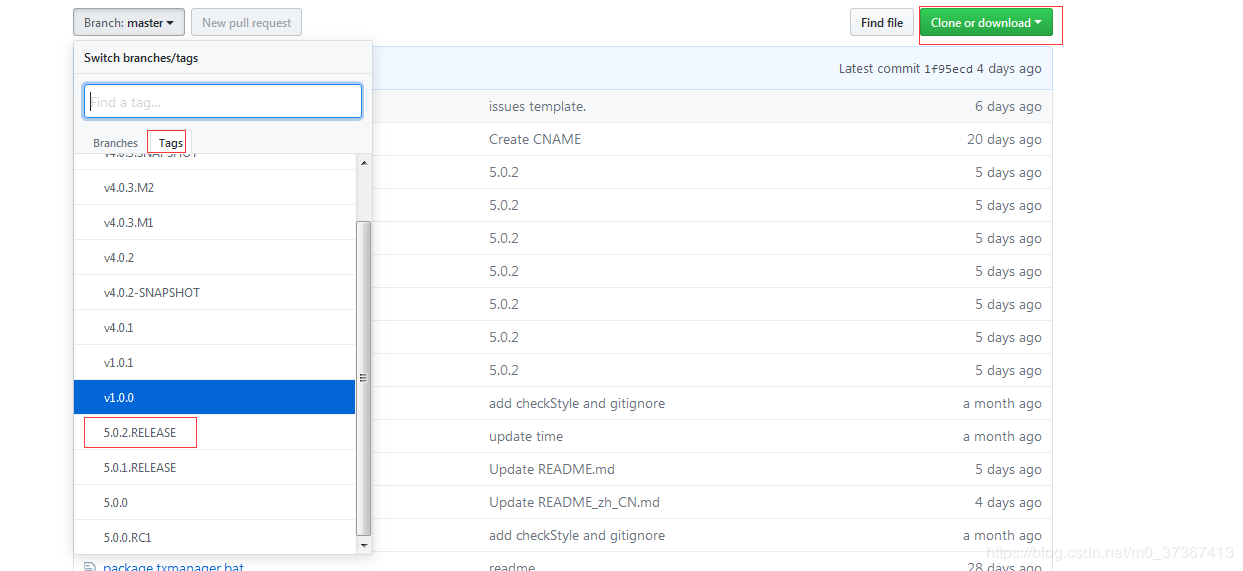 Branch: master
New pull request
Find file
Clone or download
Switch branches/tags
Latest commit 1f95ecd 4 days ago
Find a tag...
issues template.
6 days ago
Branches
Tags
Create CNAME
20 days ago
v4.0.3.SNAPSHOT
5.0.2
5 days ago
v4.0.3.M2
5.0.2
5 days ago
v4.0.3.M1
5.0.2
5 days ago
v4.0.2
5.0.2
5 days ago
v4.0.2-SNAPSHOT
5.0.2
5 days ago
v4.0.1
5.0.2
5 days ago
v1.0.1
5.0.2
5 days ago
v1.0.0
add checkStyle and gitignore
a month ago
5.0.2.RELEASE
update time
a month ago
5.0.1.RELEASE
Update README.md
5 days ago
5.0.0
Update README_zh_CN.md
4 days ago
5.0.0.RC1
add checkStyle and gitignore
a month ago
https://blog.csdn.net/m0_37367413
package txmanager.bat
readme
28 days ago